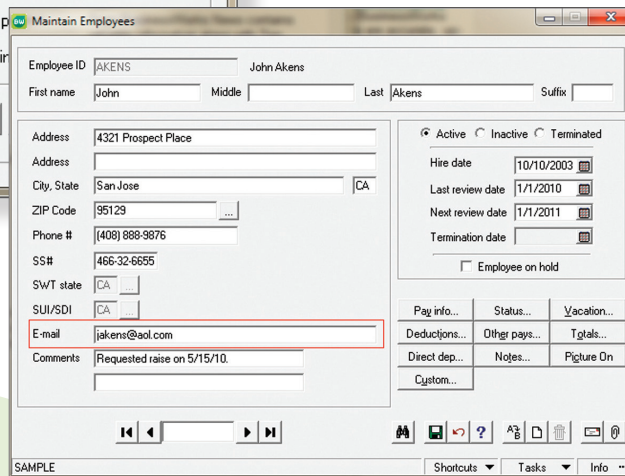 GW Maintain Employees
Employee ID AKENS John Akens
First name John Middle Last Akens Suffix
Address 4321 Prospect Place
Address
City, State San Jose CA
ZIP Code 95129 ...
Phone # (408) 888-9876
SS# 466-32-6655
SWT state CA ...
SUI/SDI CA ...
E-mail jakens@aol.com
Comments Requested raise on 5/15/10.
Active Inactive Terminated
Hire date 10/10/2003
Last review date 1/1/2010
Next review date 1/1/2011
Termination date
Employee on hold
Pay info... Status... Vacation...
Deductions... Other pays... Totals...
Direct dep... Notes... Picture On
Custom...
SAMPLE Shortcuts Tasks Info